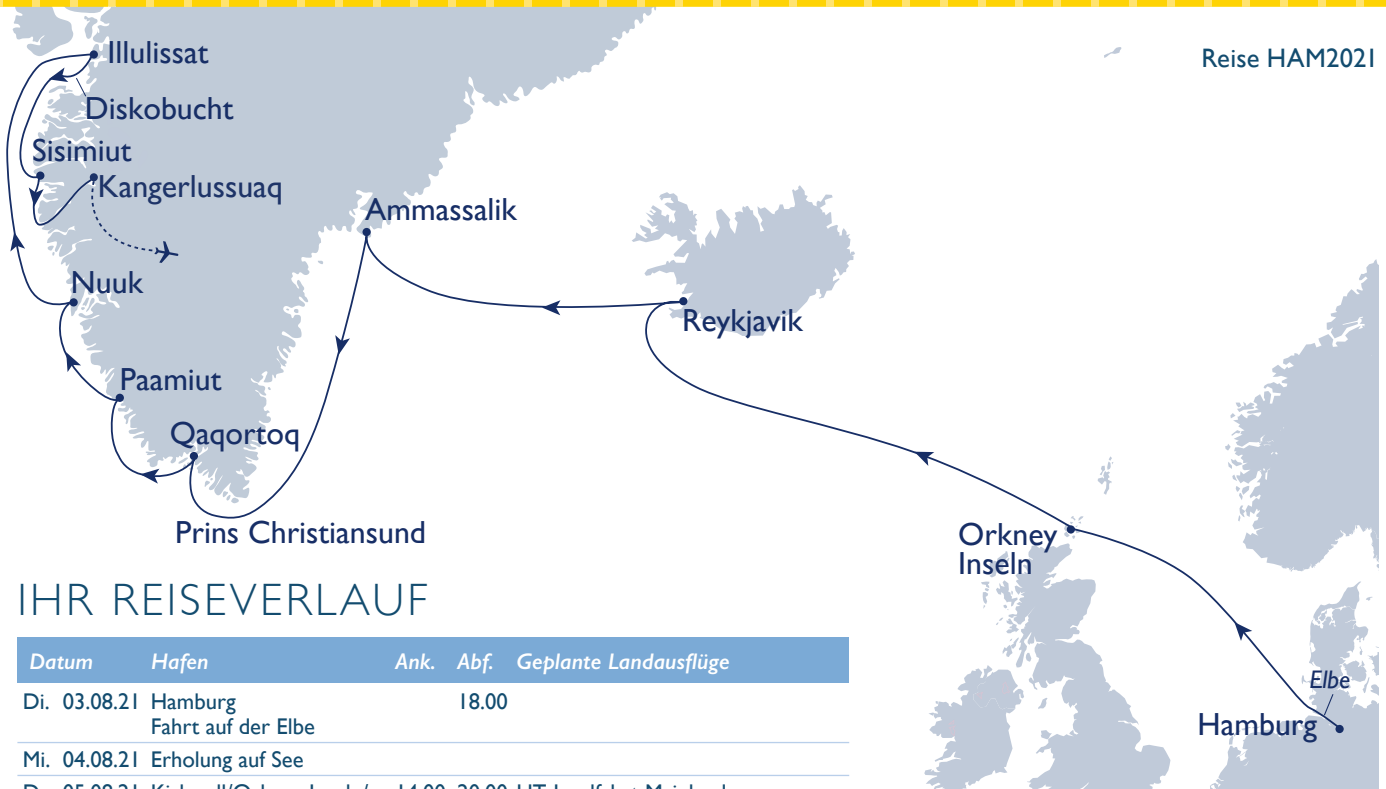 Illulissat
Reise HAM2021
Diskobucht
Sisimiut
Kangerlussuaq
Ammassalik
Nuuk
Reykjavik
Paamiut
Qaqortoq
Prins Christiansund
Orkney
Inseln
IHR REISEVERLAUF
Elbe
Hamburg
Datum Hafen Ank. Abf. Geplante Landausflüge
Di. 03.08.21 Hamburg 18.00
Fahrt auf der Elbe
Mi. 04.08.21 Erholung auf See